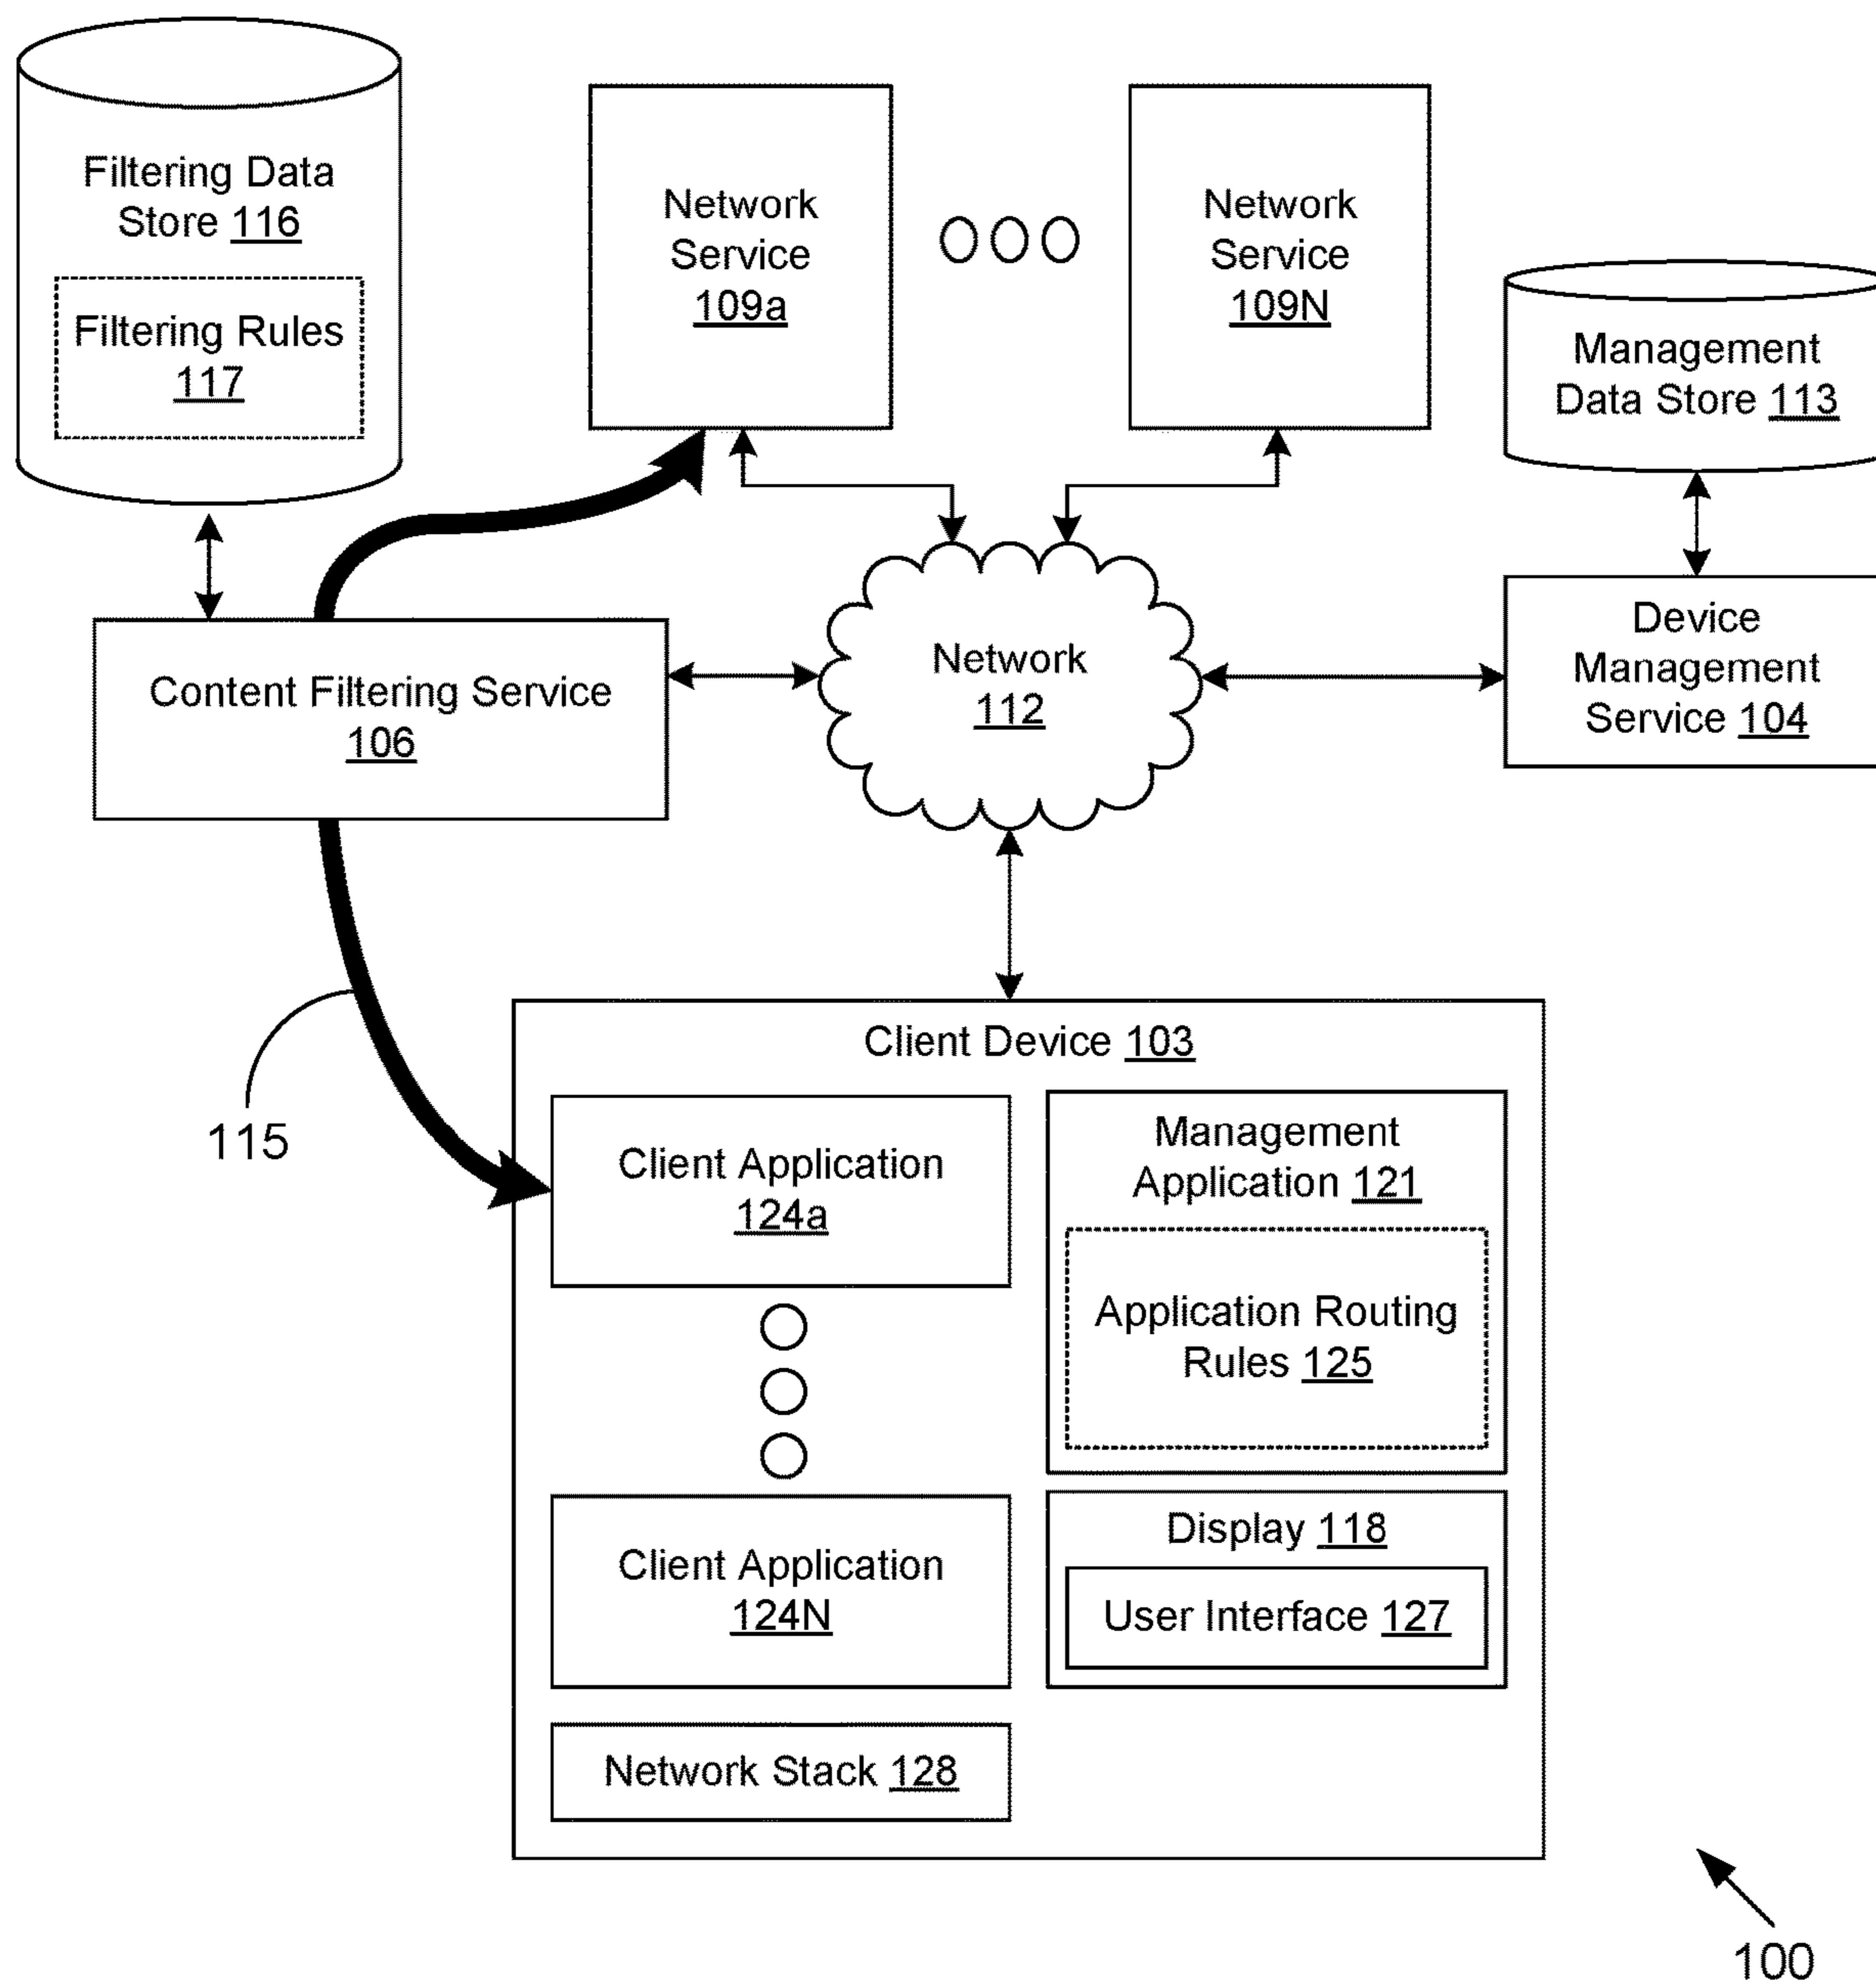 Filtering Data
Store 116
Filtering Rules
117
Network
Service
109a
Network
Service
109N
Management
Data Store 113
Content Filtering Service
106
Network
112
Device
Management
Service 104
115
Client Device 103
Client Application
124a
Management
Application 121
Application Routing
Rules 125
Client Application
124N
Display 118
User Interface 127
Network Stack 128
100